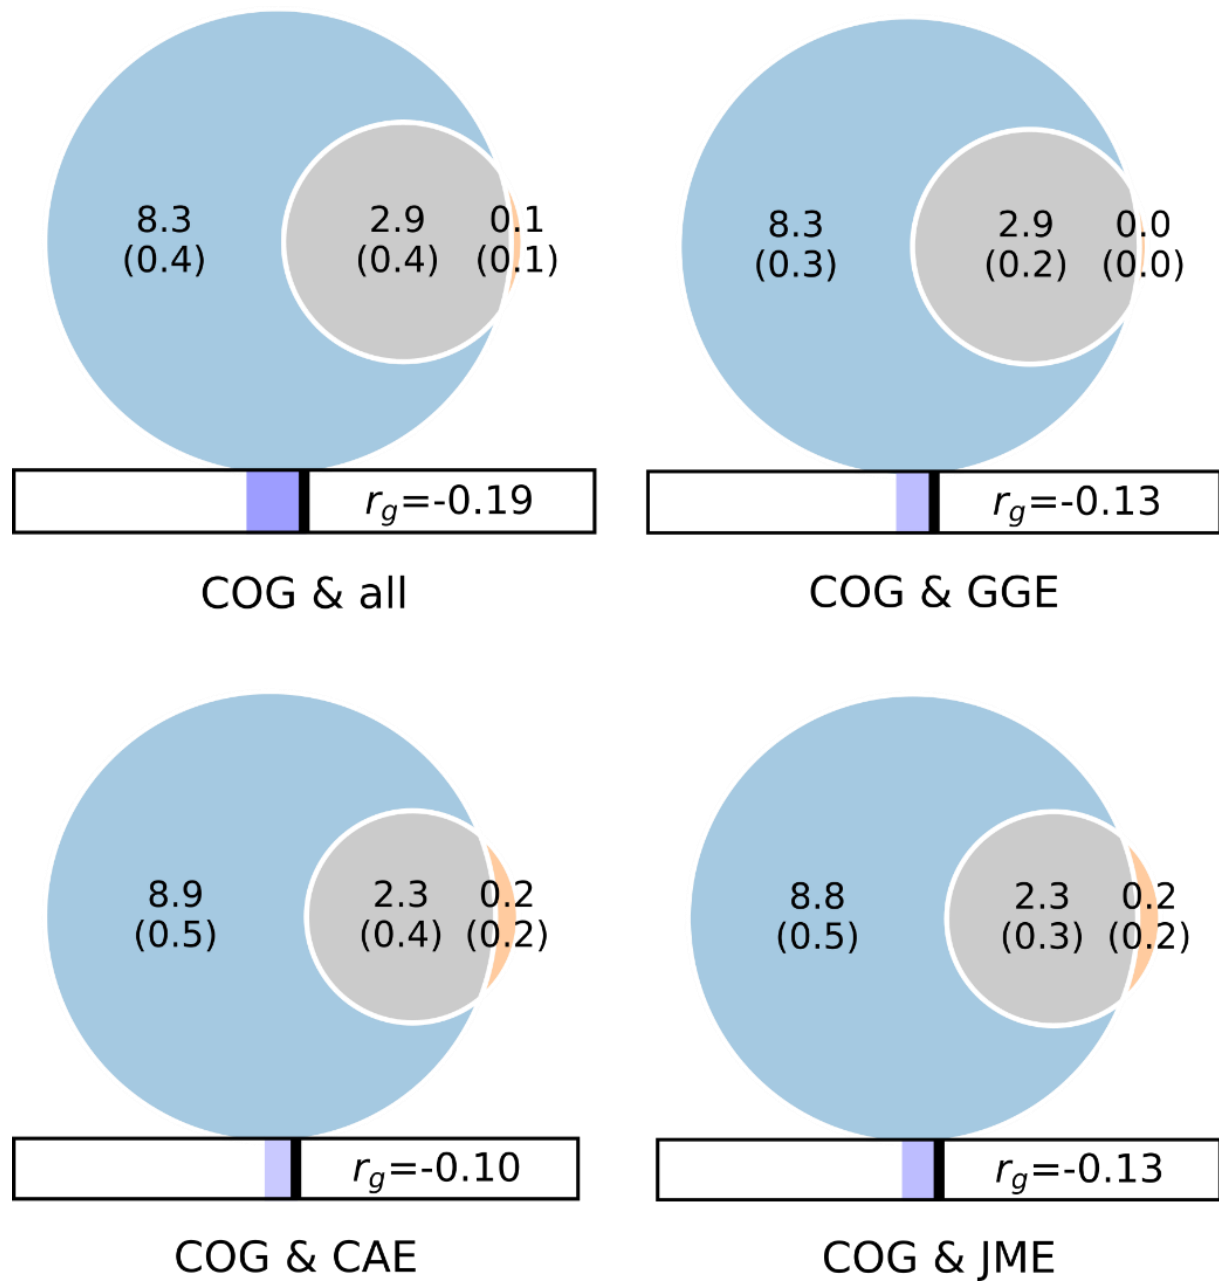 8.3 2.9 0.1
(0.4) (0.4) (0.1)
r_g=-0.19
COG & all
8.3 2.9 0.0
(0.3) (0.2) (0.0)
r_g=-0.13
COG & GGE
8.9 2.3 0.2
(0.5) (0.4) (0.2)
r_g=-0.10
COG & CAE
8.8 2.3 0.2
(0.5) (0.3) (0.2)
r_g=-0.13
COG & JME